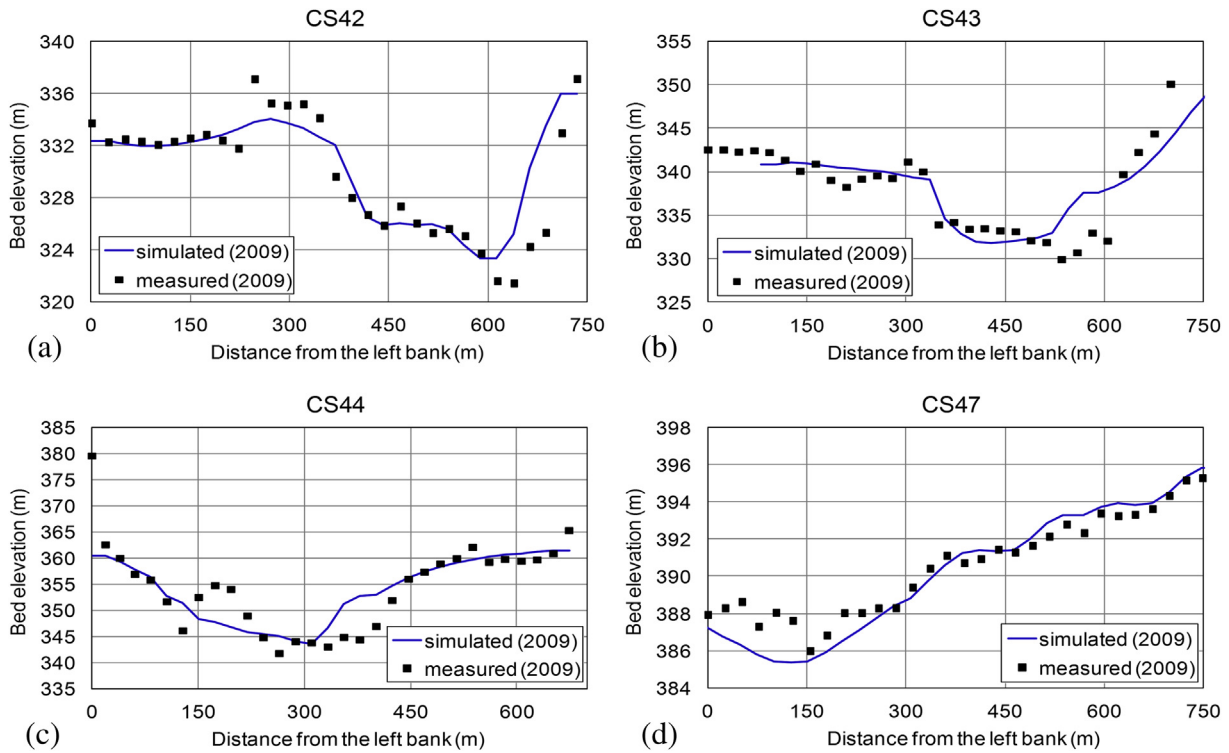 CS42
340
336
332
328
324
320
Bed elevation (m)
simulated (2009)
measured (2009)
0 150 300 450 600 750
Distance from the left bank (m)
(a)
CS43
355
350
345
340
335
330
325
Bed elevation (m)
simulated (2009)
measured (2009)
0 150 300 450 600 750
Distance from the left bank (m)
(b)
CS44
385
380
375
370
365
360
355
350
345
340
335
Bed elevation (m)
simulated (2009)
measured (2009)
0 150 300 450 600
Distance from the left bank (m)
(c)
CS47
398
396
394
392
390
388
386
384
Bed elevation (m)
simulated (2009)
measured (2009)
0 150 300 450 600 750
Distance from the left bank (m)
(d)